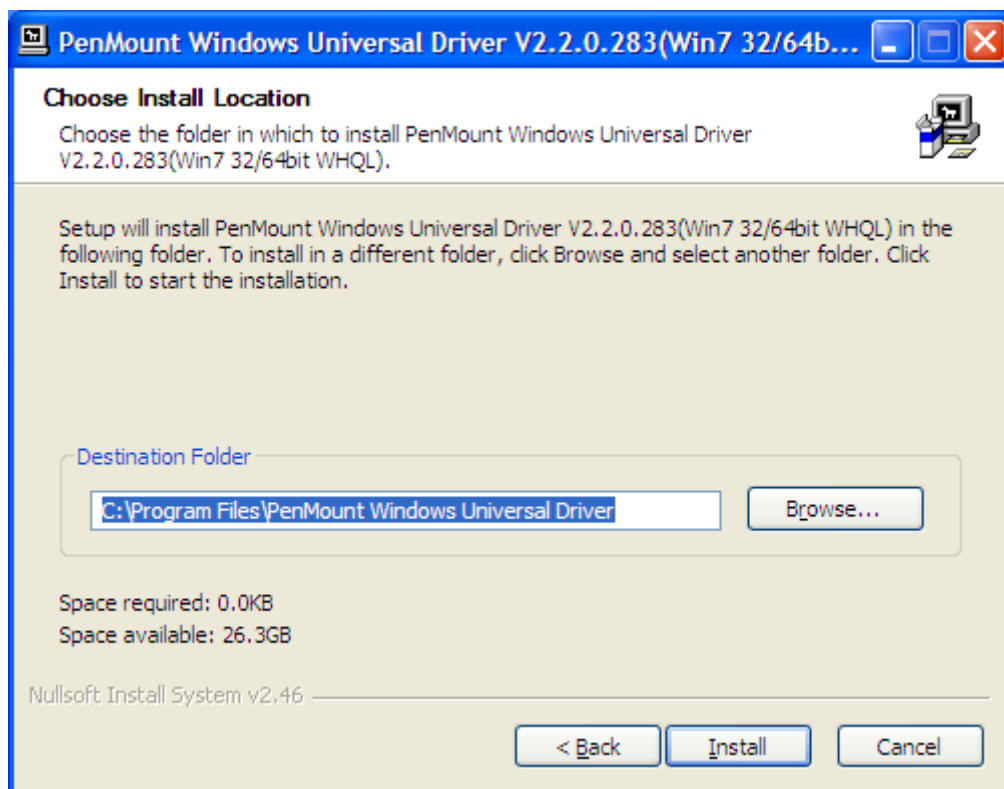 PenMount Windows Universal Driver V2.2.0.283(Win7 32/64b...
Choose Install Location
Choose the folder in which to install PenMount Windows Universal Driver
V2.2.0.283(Win7 32/64bit WHQL).
Setup will install PenMount Windows Universal Driver V2.2.0.283(Win7 32/64bit WHQL) in the
following folder. To install in a different folder, click Browse and select another folder. Click
Install to start the installation.
Destination Folder
C:\Program Files\PenMount Windows Universal Driver
Browse...
Space required: 0.0KB
Space available: 26.3GB
Nullsoft Install System v2.46
< Back
Install
Cancel